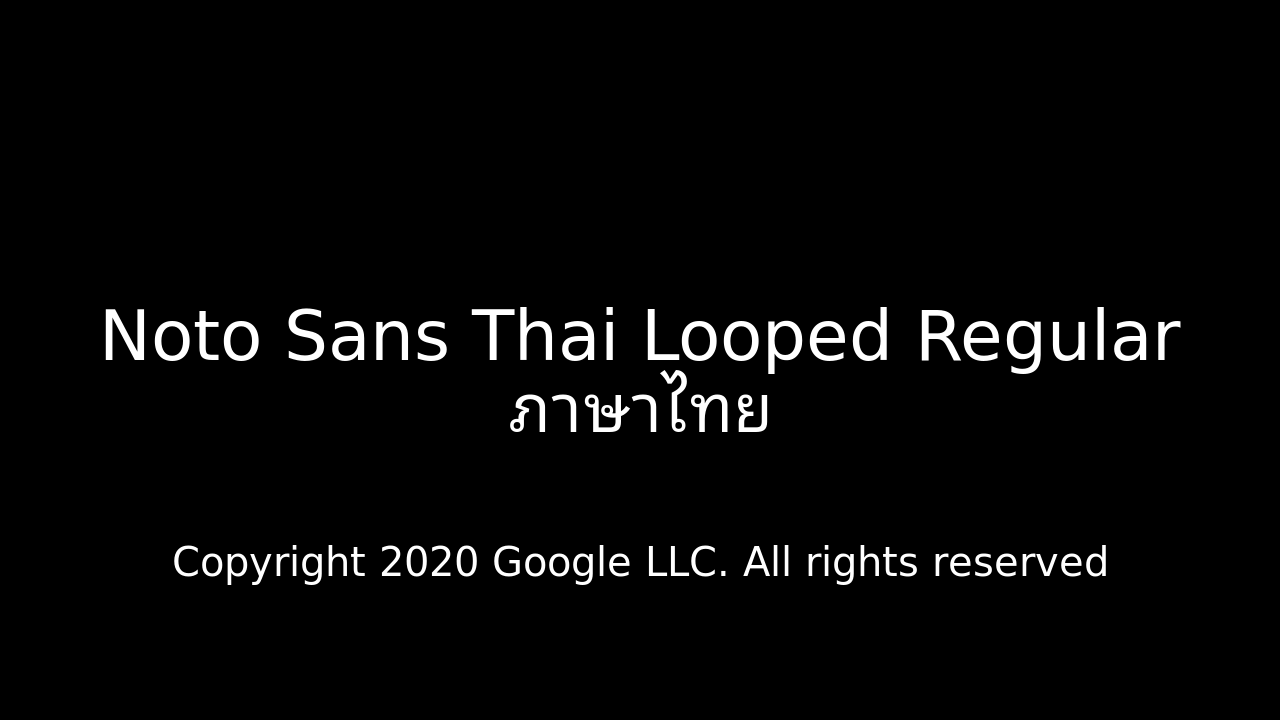 Noto Sans Thai Looped Regular
ภาษาไทย
Copyright 2020 Google LLC. All rights reserved